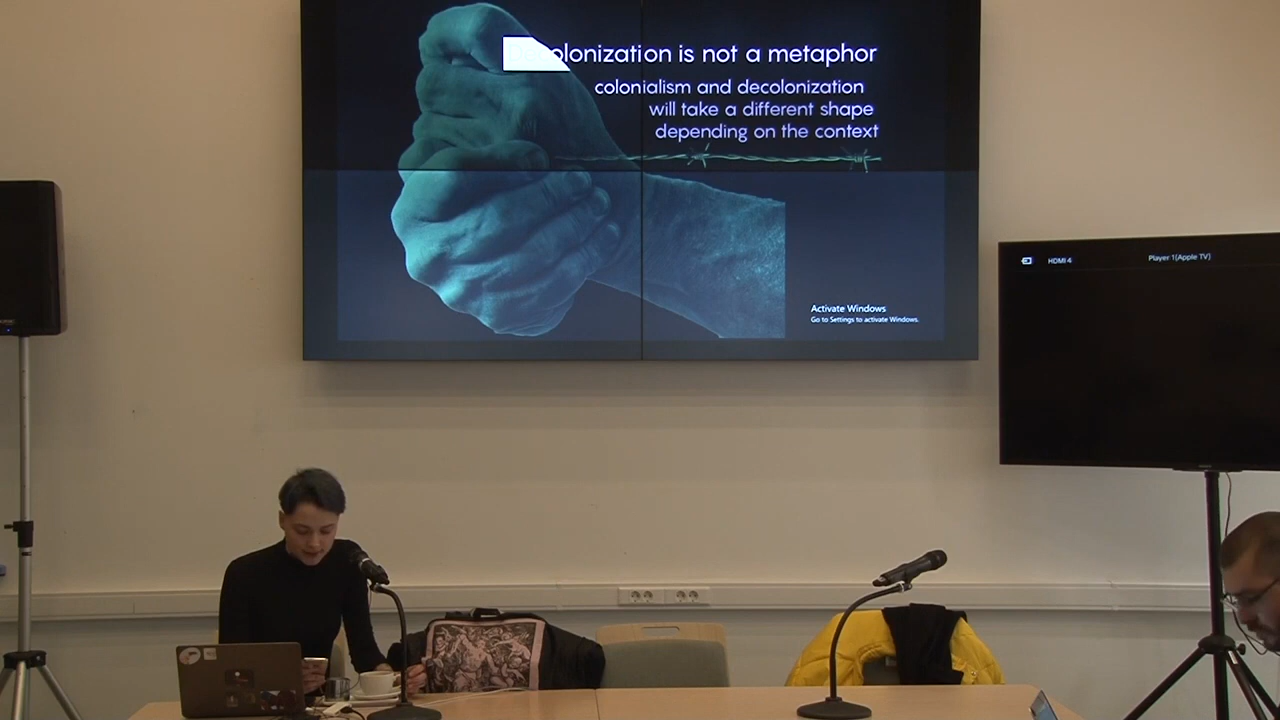 Decolonization is not a metaphor
colonialism and decolonization
will take a different shape
depending on the context
Activate Windows
Go to Settings to activate Windows.
HDMI 4
Player 1(Apple TV)